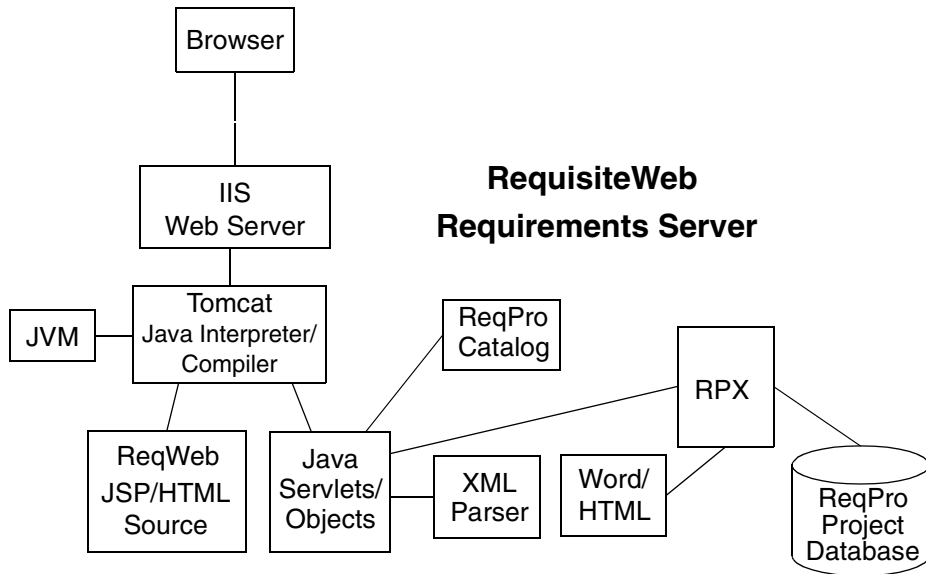 Browser
IIS
Web Server
RequisiteWeb
Requirements Server
Tomcat
Java Interpreter/
Compiler
JVM
ReqPro
Catalog
RPX
ReqWeb
JSP/HTML
Source
Java
Servlets/
Objects
XML
Parser
Word/
HTML
ReqPro
Project
Database